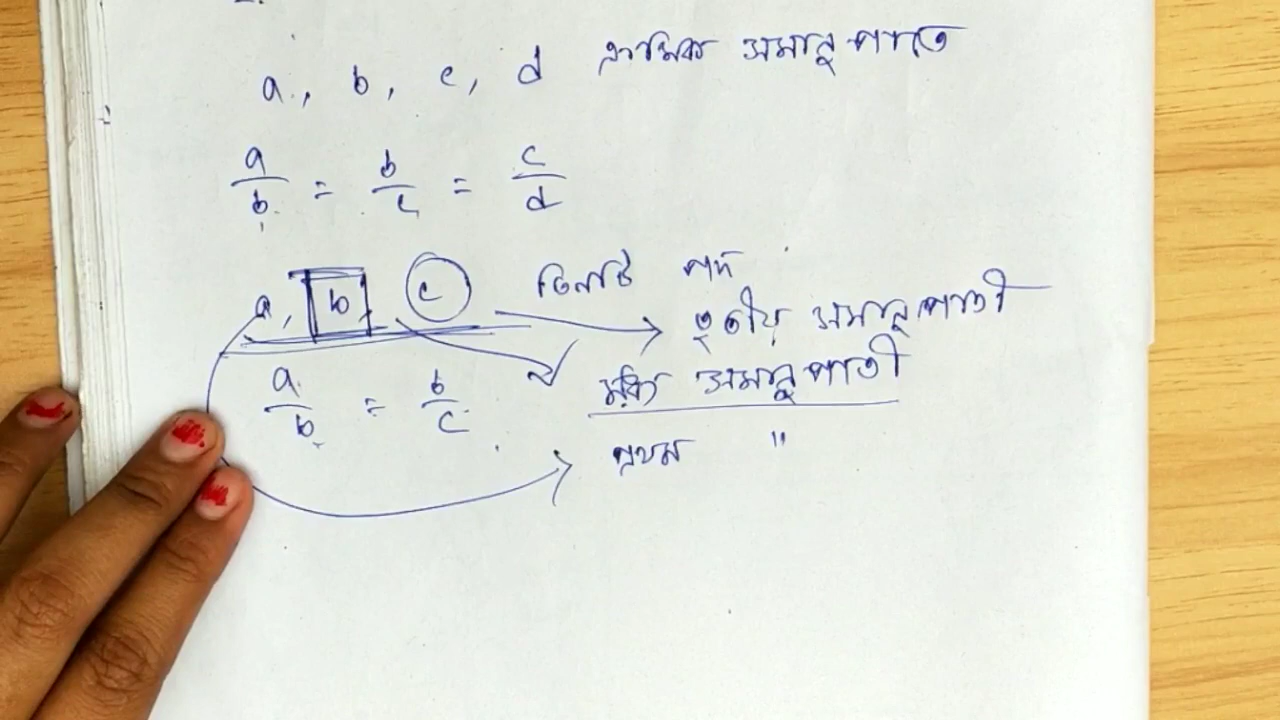 a, b, c, d ক্রমিক সমানুপাতে
a/b = b/c = c/d
a, b, c তিনটি পদ
তৃতীয় সমানুপাতী
a/b = b/c মধ্য সমানুপাতী
প্রথম "